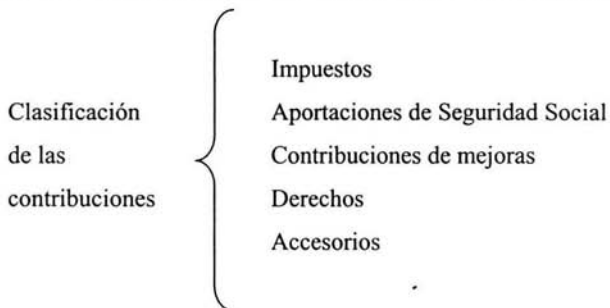 Clasificación
de las
contribuciones
Impuestos
Aportaciones de Seguridad Social
Contribuciones de mejoras
Derechos
Accesorios